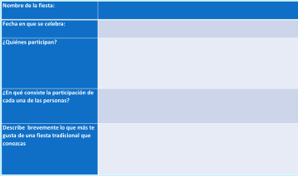 Nombre de la fiesta:
Fecha en que se celebra:
¿Quiénes participan?
¿En qué consiste la participación de
cada una de las personas?
Describe brevemente lo que más te
gusta de una fiesta tradicional que
conozcas